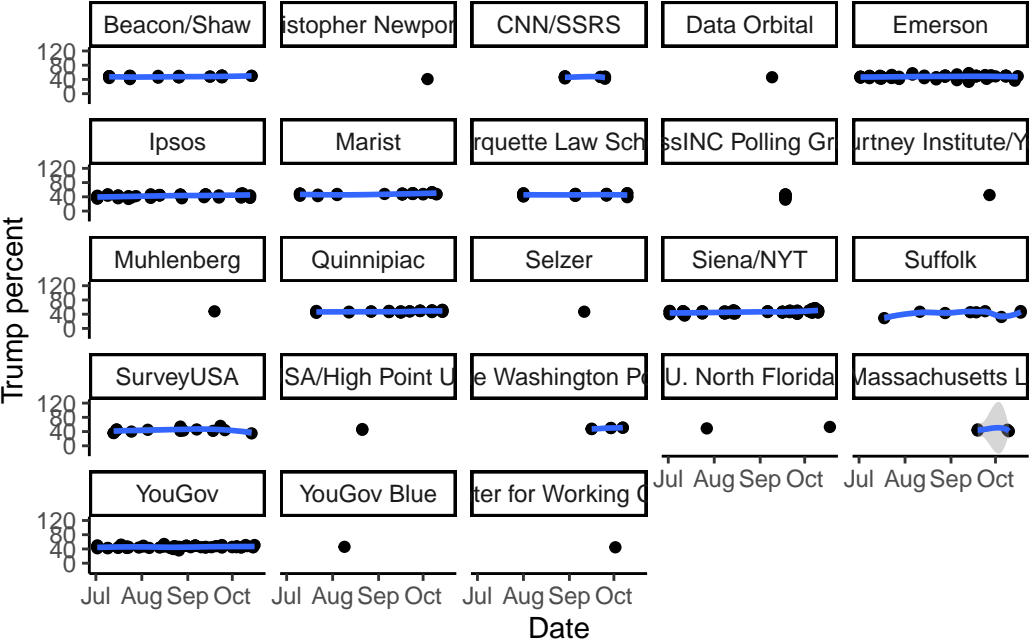 Beacon/Shaw
istopher Newpor
CNN/SSRS
Data Orbital
Emerson
120
80
40
0
Ipsos
Marist
rquette Law Sch
ssINC Polling Gr
urtney Institute/Y
120
80
40
0
Trump percent
Muhlenberg
Quinnipiac
Selzer
Siena/NYT
Suffolk
120
80
40
0
SurveyUSA
SA/High Point U
e Washington Po
U. North Florida
Massachusetts L
120
80
40
0
Jul Aug Sep Oct
Jul Aug Sep Oct
YouGov
YouGov Blue
ter for Working C
120
80
40
0
Jul Aug Sep Oct
Jul Aug Sep Oct
Jul Aug Sep Oct
Date